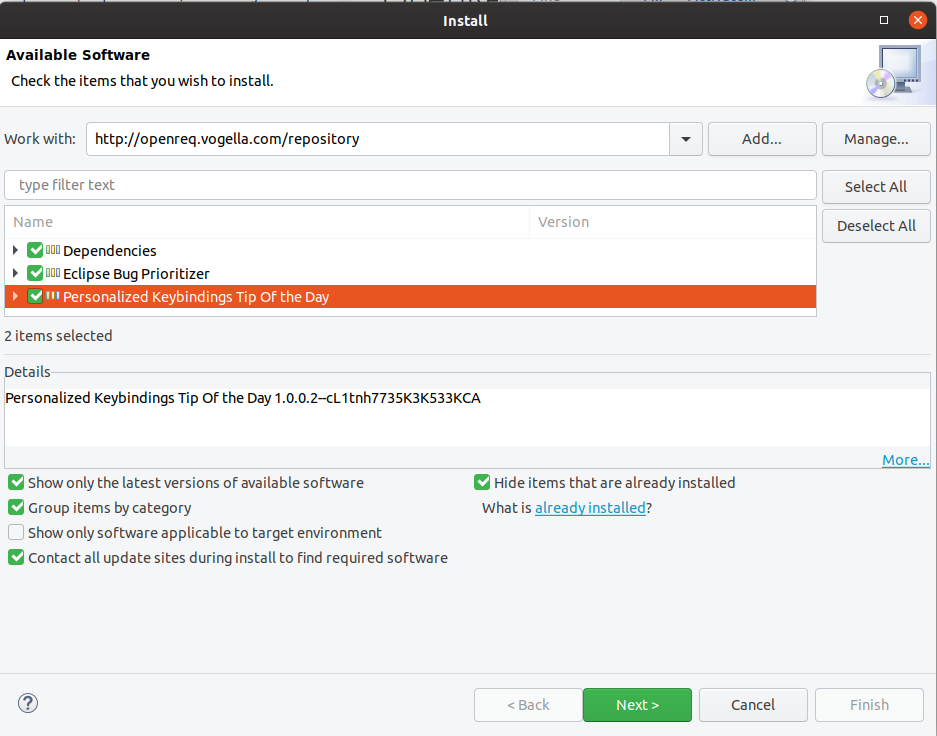 Install
Available Software
Check the items that you wish to install.
Work with: http://openreq.vogella.com/repository Add... Manage...
type filter text Select All
Name Version Deselect All
Dependencies
Eclipse Bug Prioritizer
Personalized Keybindings Tip Of the Day
2 items selected
Details
Personalized Keybindings Tip Of the Day 1.0.0.2--cL1tnh7735K3K533KCA
More...
Show only the latest versions of available software Hide items that are already installed
Group items by category What is already installed?
Show only software applicable to target environment
Contact all update sites during install to find required software
? < Back Next > Cancel Finish